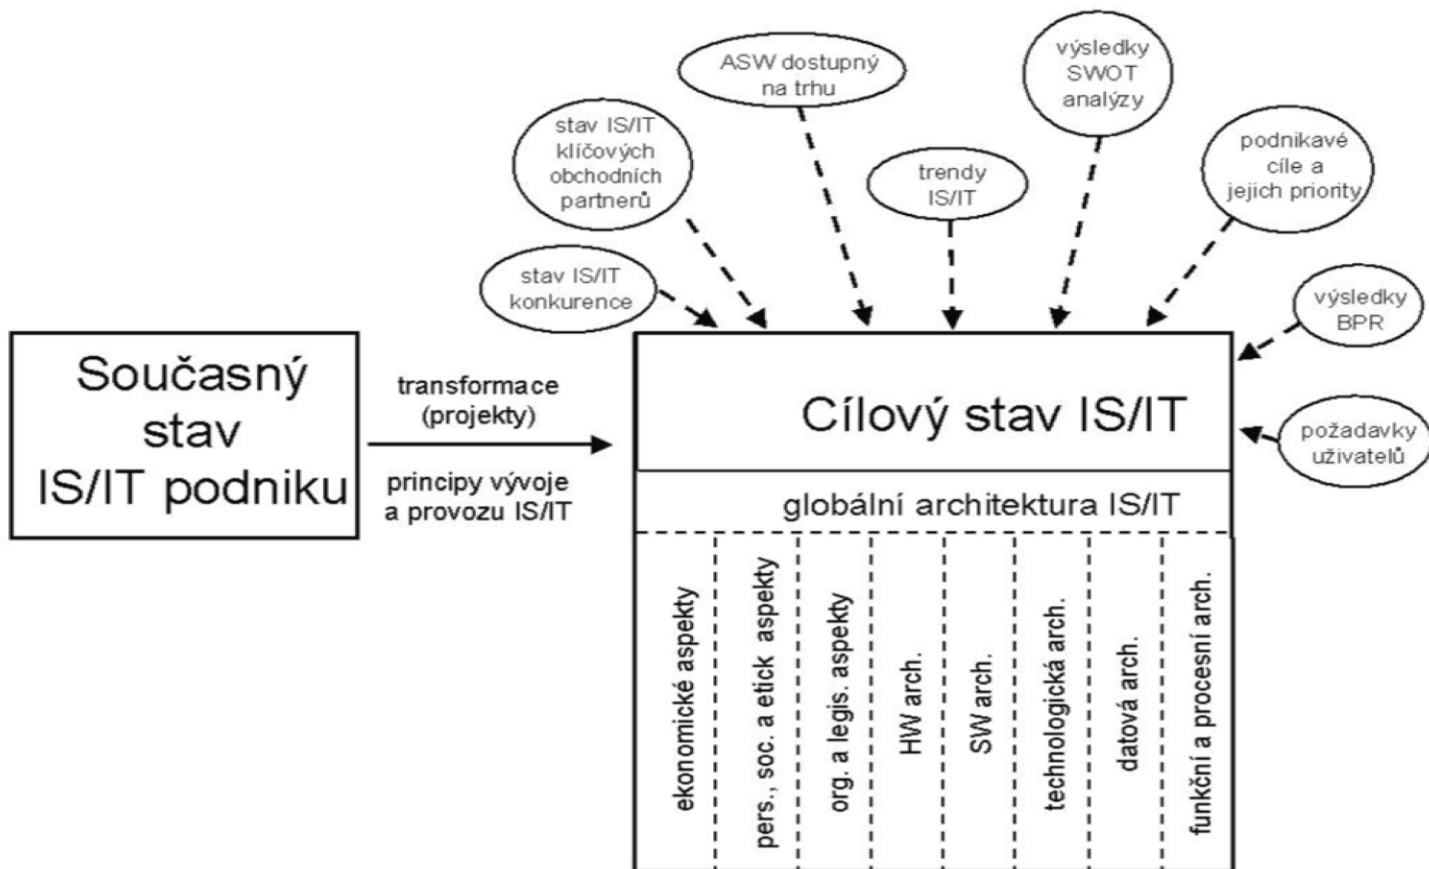 ASW dostupný
na trhu
výsledky
SWOT
analýzy
stav IS/IT
klíčových
obchodních
partnerů
trendy
IS/IT
podnikavé
cíle a
jejich priority
stav IS/IT
konkurence
výsledky
BPR
požadavky
uživatelů
Současný
stav
IS/IT podniku
transformace
(projekty)
principy vývoje
a provozu IS/IT
Cílový stav IS/IT
globální architektura IS/IT
ekonomické aspekty
pers., soc. a etick aspekty
org. a legis. aspekty
HW arch.
SW arch.
technologická arch.
datová arch.
funkční a procesní arch.